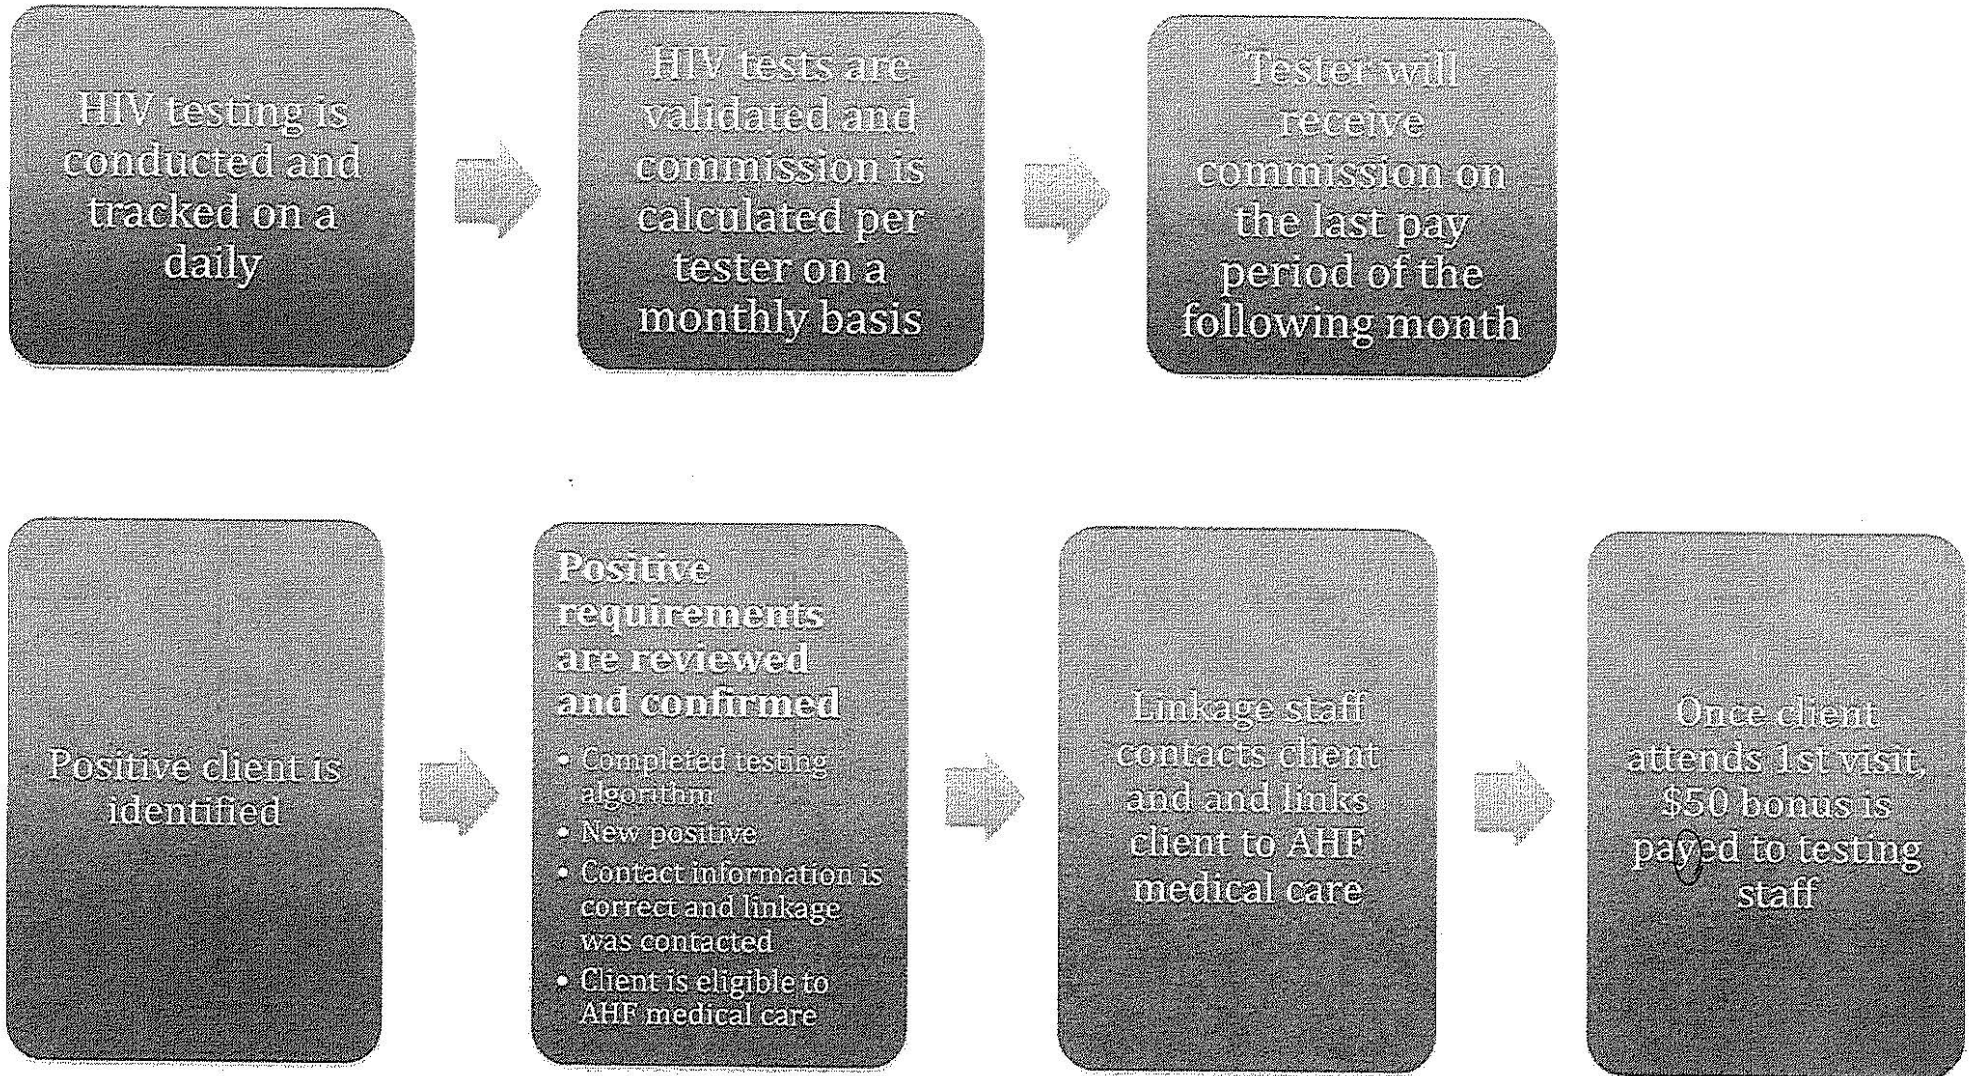 HIV testing is
conducted and
tracked on a
daily
HIV tests are
validated and
commission is
calculated per
tester on a
monthly basis
Tester will
receive
commission on
the last pay
period of the
following month
Positive client is
identified
Positive
requirements
are reviewed
and confirmed
• Completed testing
algorithm
• New positive
• Contact information is
correct and linkage
was contacted
• Client is eligible to
AHF medical care
Linkage staff
contacts client
and and links
client to AHF
medical care
Once client
attends 1st visit,
$50 bonus is
payed to testing
staff